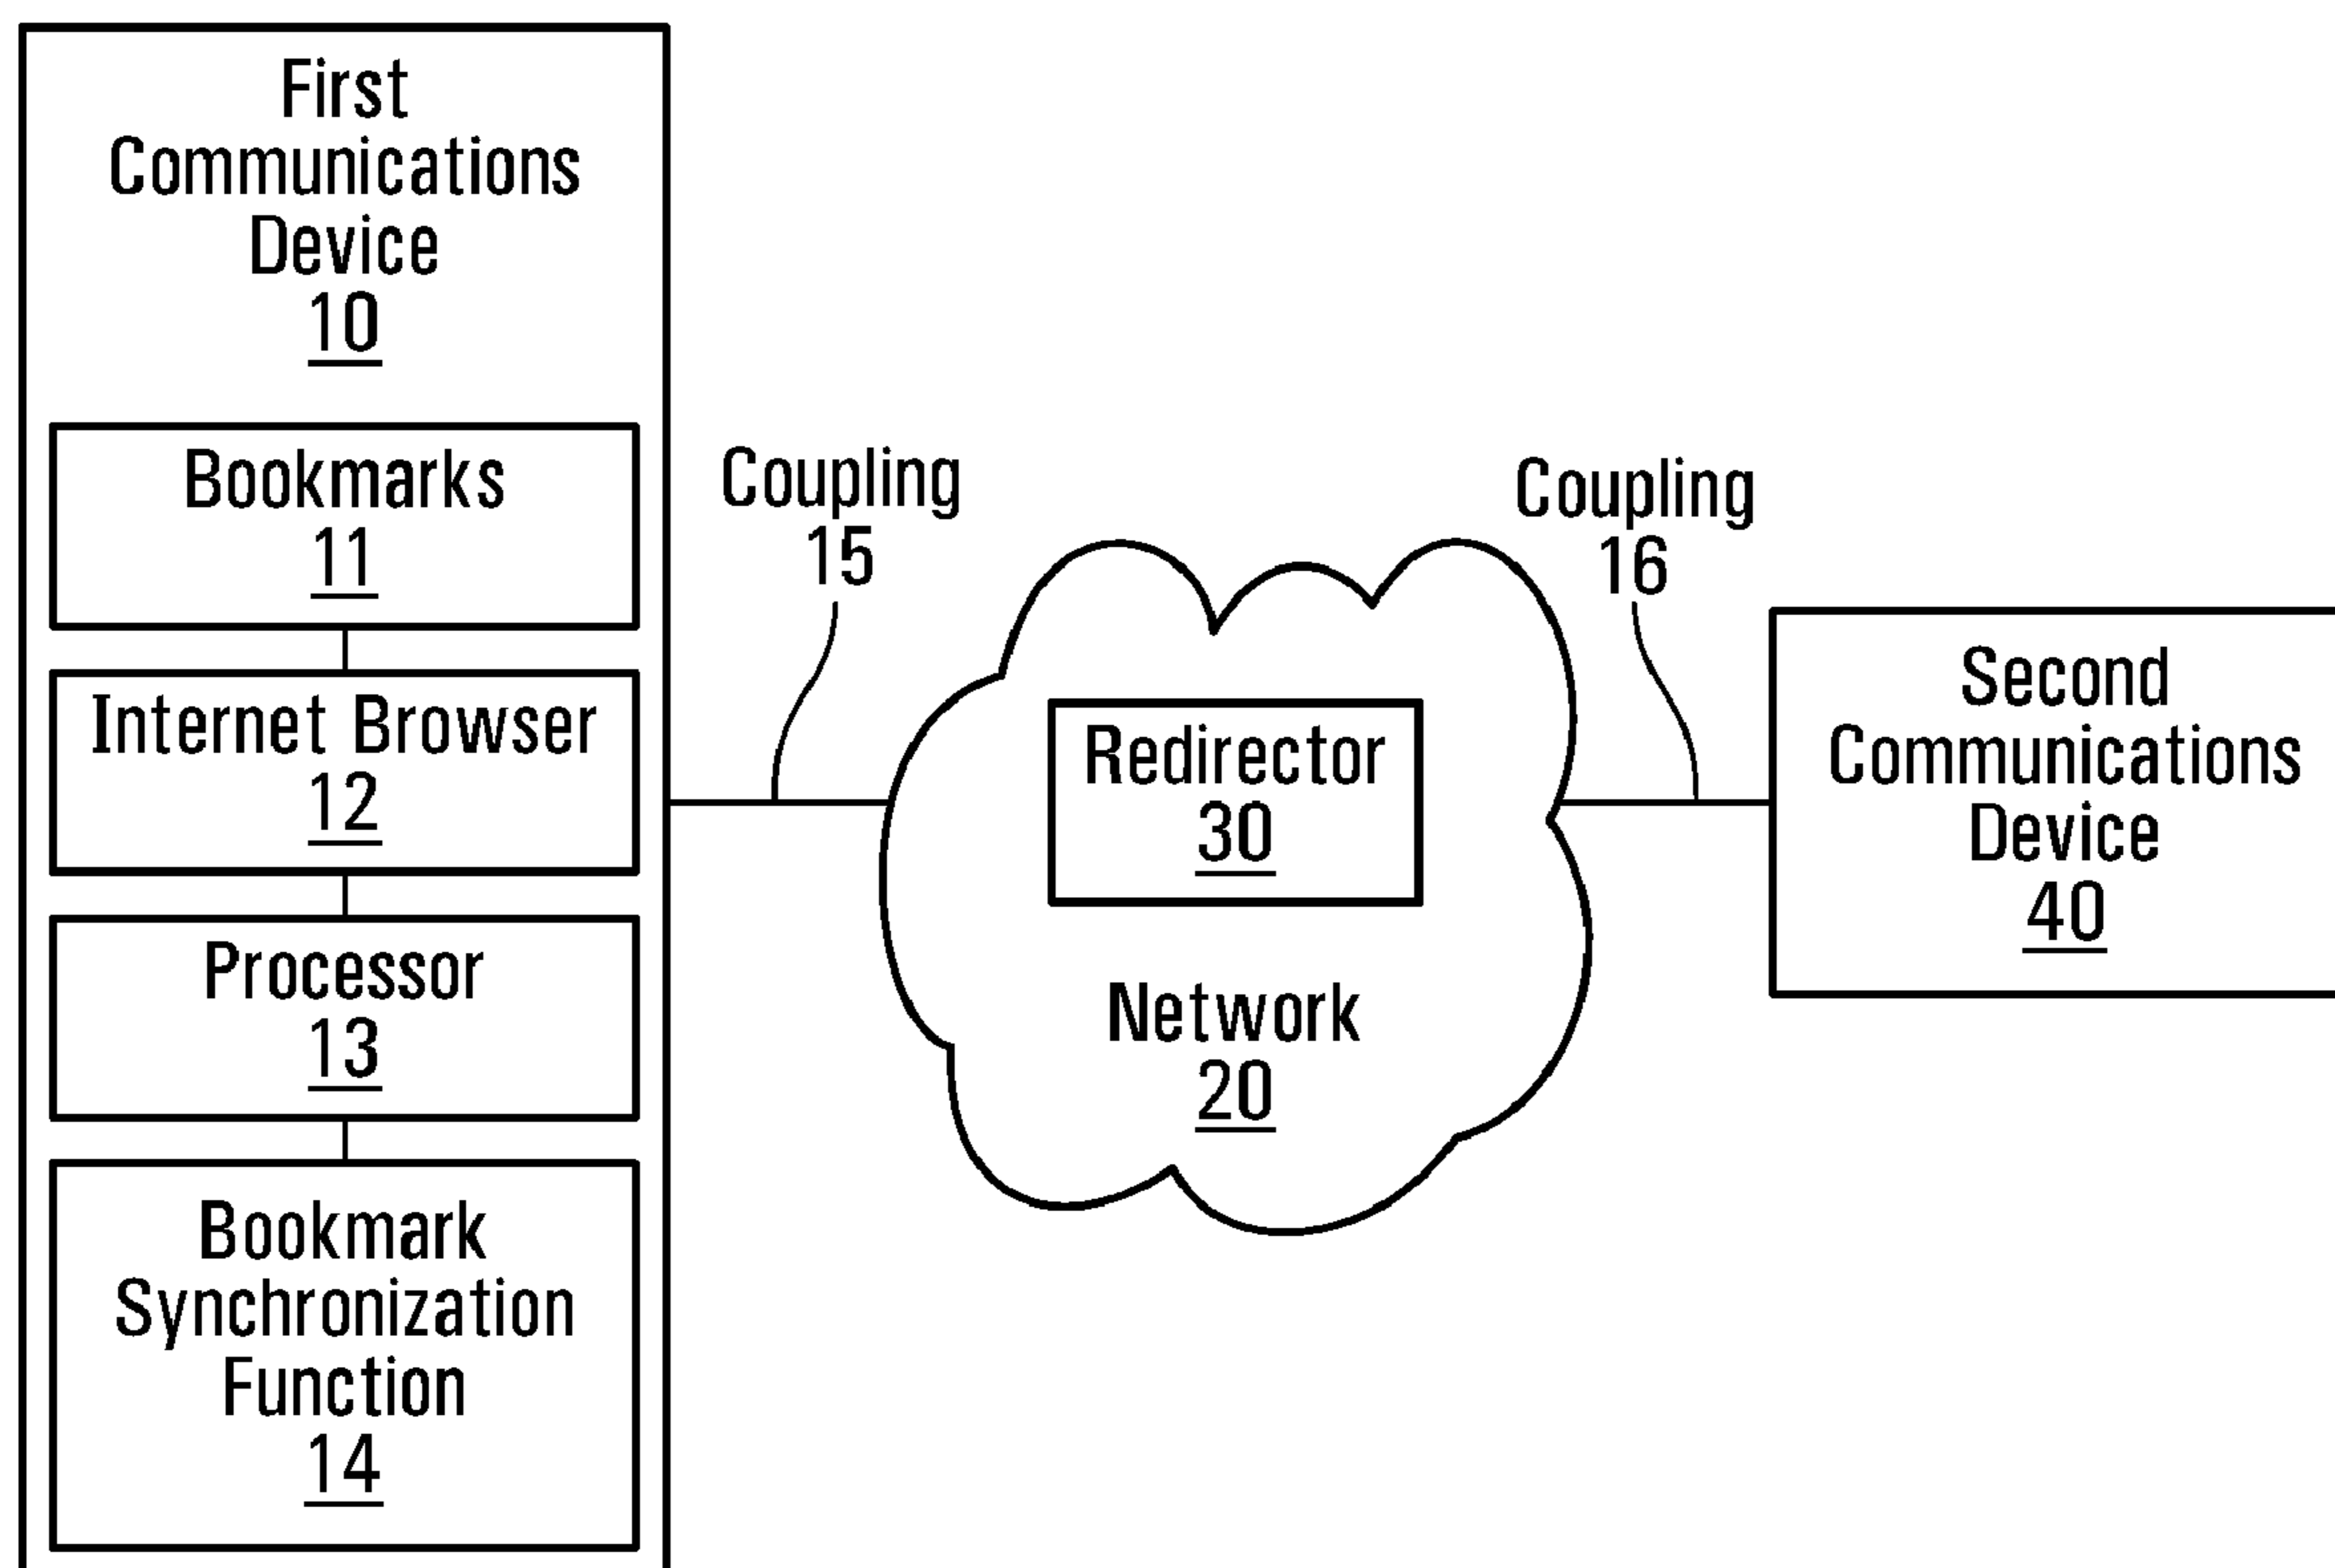 First
Communications
Device
10
Bookmarks
11
Internet Browser
12
Processor
13
Bookmark
Synchronization
Function
14
Coupling
15
Redirector
30
Network
20
Coupling
16
Second
Communications
Device
40